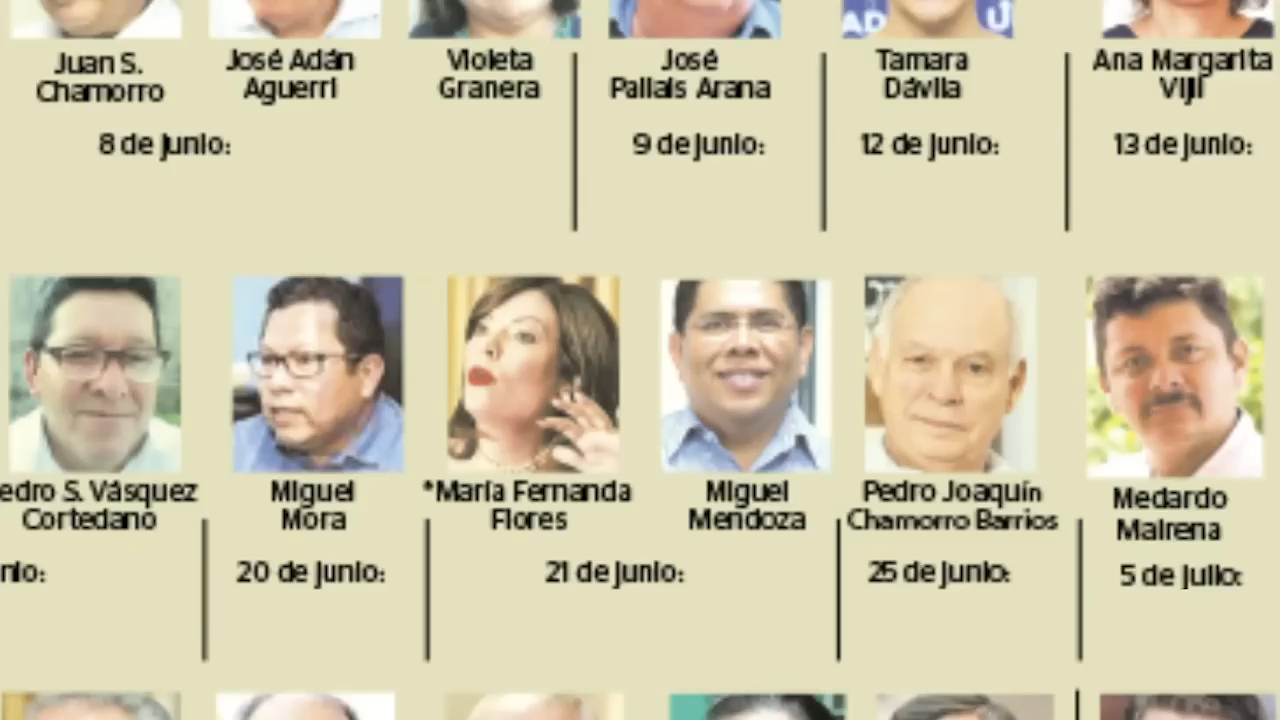 AD
U
Juan S.
Chamorro
José Adán
Aguerri
Violeta
Granera
José
Pallais Arana
Tamara
Dávila
Ana Margarita
Vijil
8 de junio:
9 de junio:
12 de junio:
13 de junio:
edro S. Vásquez
Cortedano
Miguel
Mora
*María Fernanda
Flores
Miguel
Mendoza
Pedro Joaquín
Chamorro Barrios
Medardo
Mairena
nio:
20 de junio:
21 de junio:
25 de junio:
5 de julio: